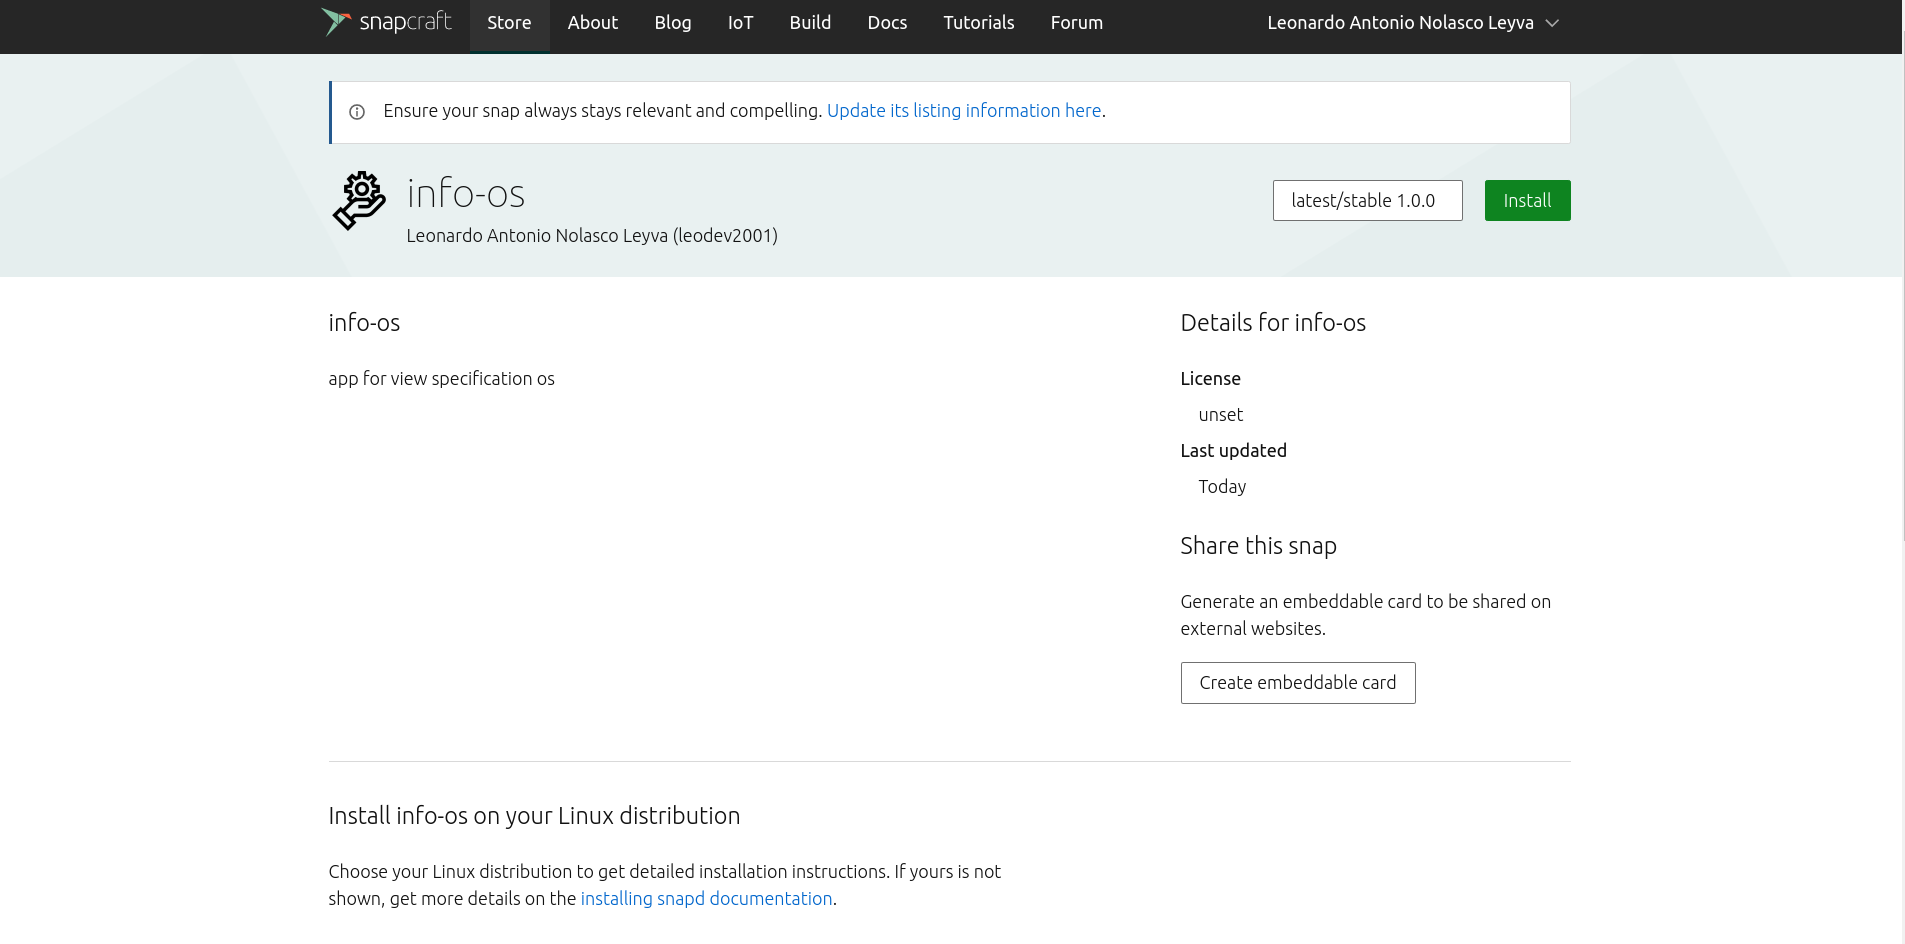 snapcraft Store About Blog IoT Build Docs Tutorials Forum Leonardo Antonio Nolasco Leyva
Ensure your snap always stays relevant and compelling. Update its listing information here.
info-os
Leonardo Antonio Nolasco Leyva (leodev2001)
latest/stable 1.0.0 Install
info-os
app for view specification os
Details for info-os
License
unset
Last updated
Today
Share this snap
Generate an embeddable card to be shared on
external websites.
Create embeddable card
Install info-os on your Linux distribution
Choose your Linux distribution to get detailed installation instructions. If yours is not
shown, get more details on the installing snapd documentation.